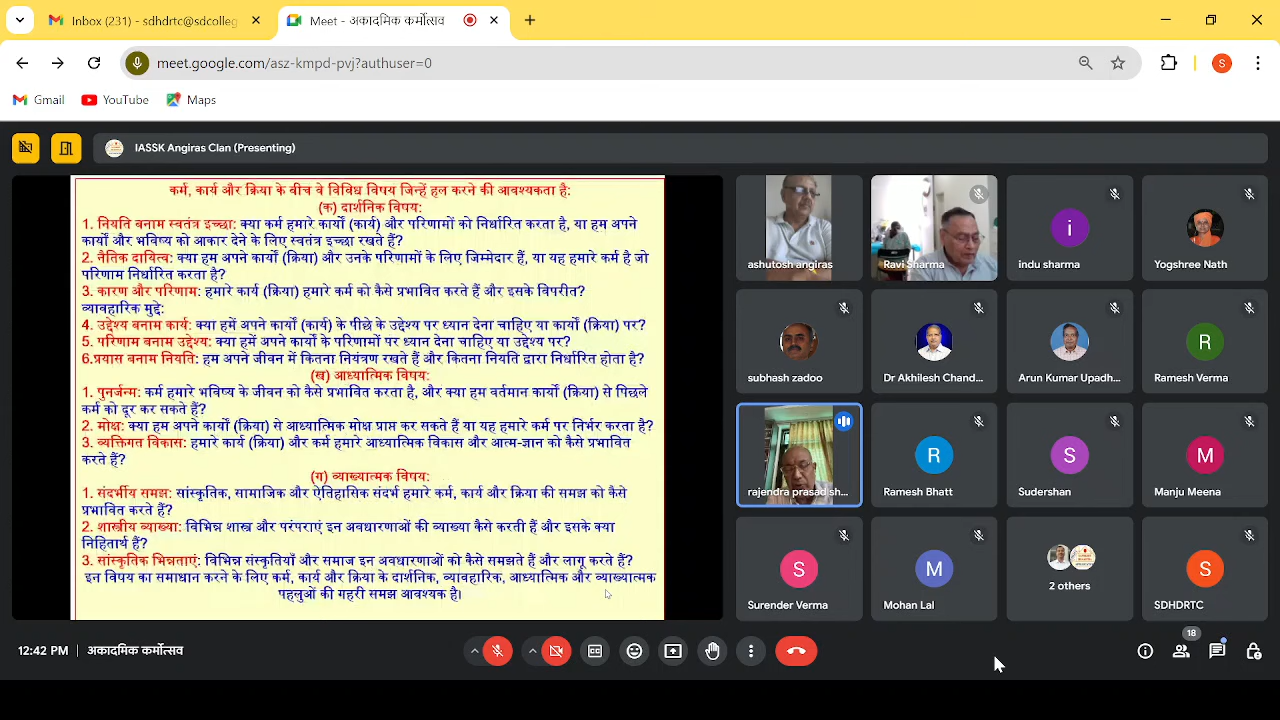 Inbox (231) - sdhdrtc@sdcolleg
Meet - अकादमिक कर्मोत्सव
meet.google.com/asz-kmpd-pvj?authuser=0
S
Gmail
YouTube
Maps
IASSK Angiras Clan (Presenting)
कर्म, कार्य और क्रिया के बीच वे विविध विषय जिन्हें हल करने की आवश्यकता है:
(क) दार्शनिक विषय:
1. नियति बनाम स्वतंत्र इच्छा: क्या कर्म हमारे कार्यों (कार्य) और परिणामों को निर्धारित करता है, या हम अपने
कार्यों और भविष्य को आकार देने के लिए स्वतंत्र इच्छा रखते हैं?
2. नैतिक दायित्व: क्या हम अपने कार्यों (क्रिया) और उनके परिणामों के लिए जिम्मेदार हैं, या यह हमारे कर्म है जो
परिणाम निर्धारित करता है?
3. कारण और परिणाम: हमारे कार्य (क्रिया) हमारे कर्म को कैसे प्रभावित करते हैं और इसके विपरीत?
व्यावहारिक मुद्दे:
4. उद्देश्य बनाम कार्य: क्या हमें अपने कार्यों (कार्य) के पीछे के उद्देश्य पर ध्यान देना चाहिए या कार्यों (क्रिया) पर?
5. परिणाम बनाम उद्देश्य: क्या हमें अपने कार्यों के परिणामों पर ध्यान देना चाहिए या उद्देश्य पर?
6.प्रयास बनाम नियति: हम अपने जीवन में कितना नियंत्रण रखते हैं और कितना नियति द्वारा निर्धारित होता है?
(ख) आध्यात्मिक विषय:
1. पुनर्जन्म: कर्म हमारे भविष्य के जीवन को कैसे प्रभावित करता है, और क्या हम वर्तमान कार्यों (क्रिया) से पिछले
कर्म को दूर कर सकते हैं?
2. मोक्ष: क्या हम अपने कार्यों (क्रिया) से आध्यात्मिक मोक्ष प्राप्त कर सकते हैं या यह हमारे कर्म पर निर्भर करता है?
3. व्यक्तिगत विकास: हमारे कार्य (क्रिया) और कर्म हमारे आध्यात्मिक विकास और आत्म-ज्ञान को कैसे प्रभावित
करते हैं?
(ग) व्याख्यात्मक विषय:
1. संदर्भीय समझ: सांस्कृतिक, सामाजिक और ऐतिहासिक संदर्भ हमारे कर्म, कार्य और क्रिया की समझ को कैसे
प्रभावित करते हैं?
2. शास्त्रीय व्याख्या: विभिन्न शास्त्र और परंपराएं इन अवधारणाओं की व्याख्या कैसे करती हैं और इसके क्या
निहितार्थ हैं?
3. सांस्कृतिक भिन्नताएं: विभिन्न संस्कृतियाँ और समाज इन अवधारणाओं को कैसे समझते हैं और लागू करते हैं?
इन विषय का समाधान करने के लिए कर्म, कार्य और क्रिया के दार्शनिक, व्यावहारिक, आध्यात्मिक और व्याख्यात्मक
पहलुओं की गहरी समझ आवश्यक है।
ashutosh angiras
Ravi Sharma
i
indu sharma
Yogshree Nath
subhash zadoo
Dr Akhilesh Chand...
Arun Kumar Upadh...
R
Ramesh Verma
rajendra prasad sh...
R
Ramesh Bhatt
S
Sudershan
M
Manju Meena
S
Surender Verma
M
Mohan Lal
2 others
S
SDHDRTC
12:42 PM
अकादमिक कर्मोत्सव
18